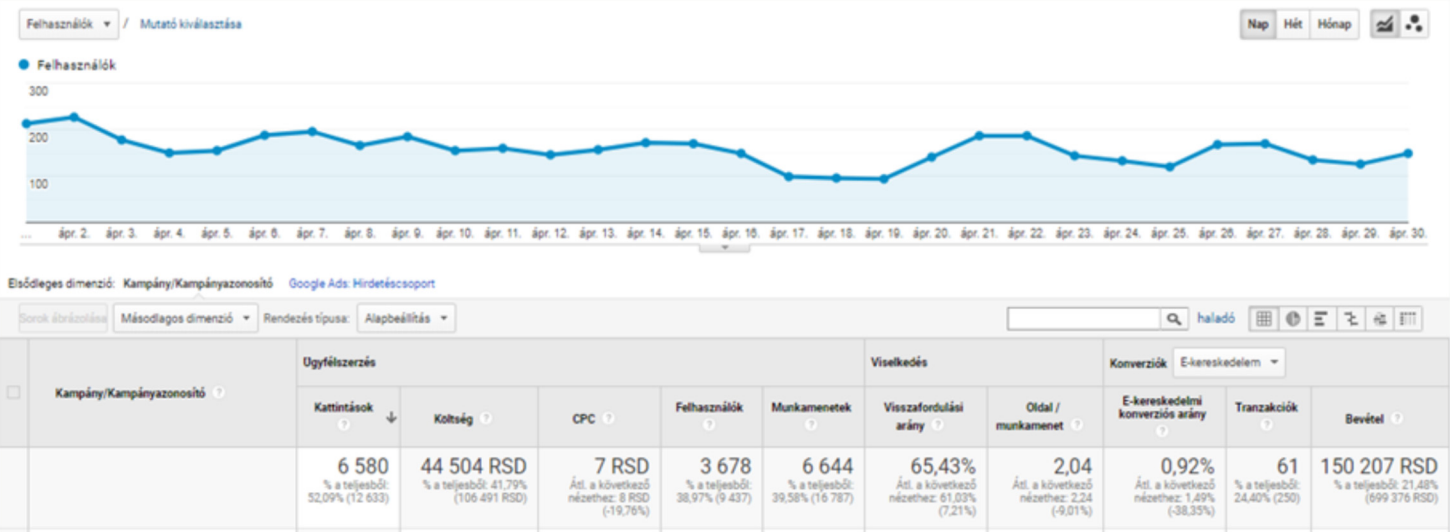 Felhasználók / Mutató kiválasztása Nap Hét Hónap
Felhasználók
300
200
100
... ápr. 2. ápr. 3. ápr. 4. ápr. 5. ápr. 6. ápr. 7. ápr. 8. ápr. 9. ápr. 10. ápr. 11. ápr. 12. ápr. 13. ápr. 14. ápr. 15. ápr. 16. ápr. 17. ápr. 18. ápr. 19. ápr. 20. ápr. 21. ápr. 22. ápr. 23. ápr. 24. ápr. 25. ápr. 26. ápr. 27. ápr. 28. ápr. 29. ápr. 30.
Elsődleges dimenzió: Kampány/Kampányazonosító Google Ads: Hirdetéscsoport
Sorok ábrázolása Másodlagos dimenzió Rendezés típusa: Alapbeállítás haladó
Ügyfélszerzés Viselkedés Konverziók E-kereskedelem
Kampány/Kampányazonosító ?
Kattintások ?
Költség ?
CPC ?
Felhasználók ?
Munkamenetek ?
Visszafordulási
arány ?
Oldal /
munkamenet ?
E-kereskedelmi
konverziós arány
?
Tranzakciók ?
Bevétel ?
6 580
% a teljesből:
52,09% (12 633)
44 504 RSD
% a teljesből: 41,79%
(106 491 RSD)
7 RSD
Átl. a következő
nézethez: 8 RSD
(-19,76%)
3 678
% a teljesből:
38,97% (9 437)
6 644
% a teljesből:
39,58% (16 787)
65,43%
Átl. a következő
nézethez: 61,03%
(7,21%)
2,04
Átl. a következő
nézethez: 2,24
(-9,01%)
0,92%
Átl. a következő
nézethez: 1,49%
(-38,35%)
61
% a teljesből:
24,40% (250)
150 207 RSD
% a teljesből: 21,48%
(699 376 RSD)